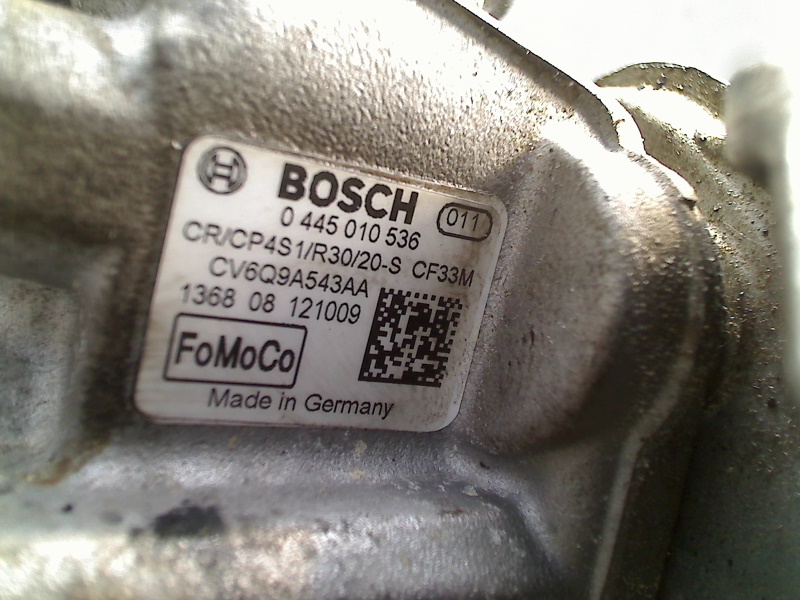 BOSCH 011
0 445 010 536
CR/CP4S1/R30/20-S CF33M
CV6Q9A543AA
1368 08 121009
FoMoCo
Made in Germany